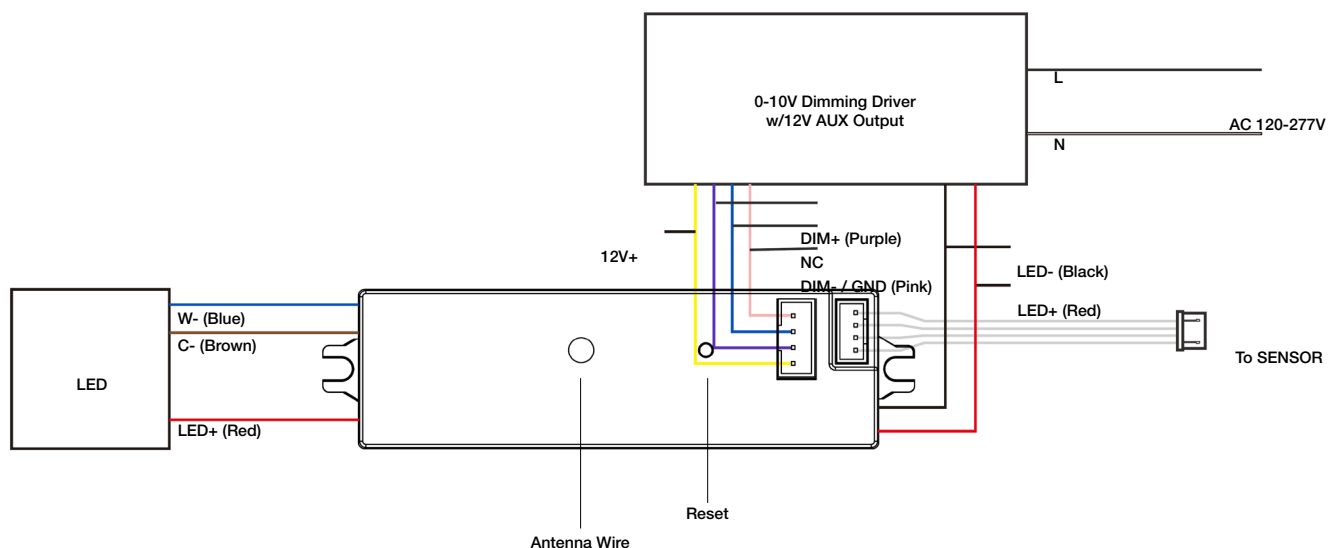 0-10V Dimming Driver
w/12V AUX Output
L
AC 120-277V
N
DIM+ (Purple)
12V+
NC
LED- (Black)
DIM- / GND (Pink)
LED+ (Red)
W- (Blue)
C- (Brown)
To SENSOR
LED
LED+ (Red)
Reset
Antenna Wire